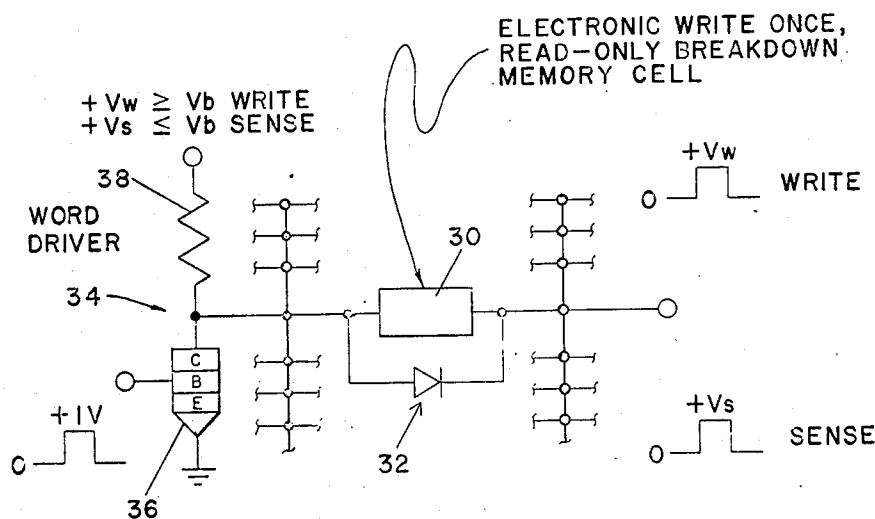 ELECTRONIC WRITE ONCE,
READ-ONLY BREAKDOWN
MEMORY CELL
+Vw ≥ Vb WRITE
+Vs ≤ Vb SENSE
38
WORD
DRIVER
34
30
+Vw
0
WRITE
C
B
E
+1V
0
36
32
+Vs
0
SENSE